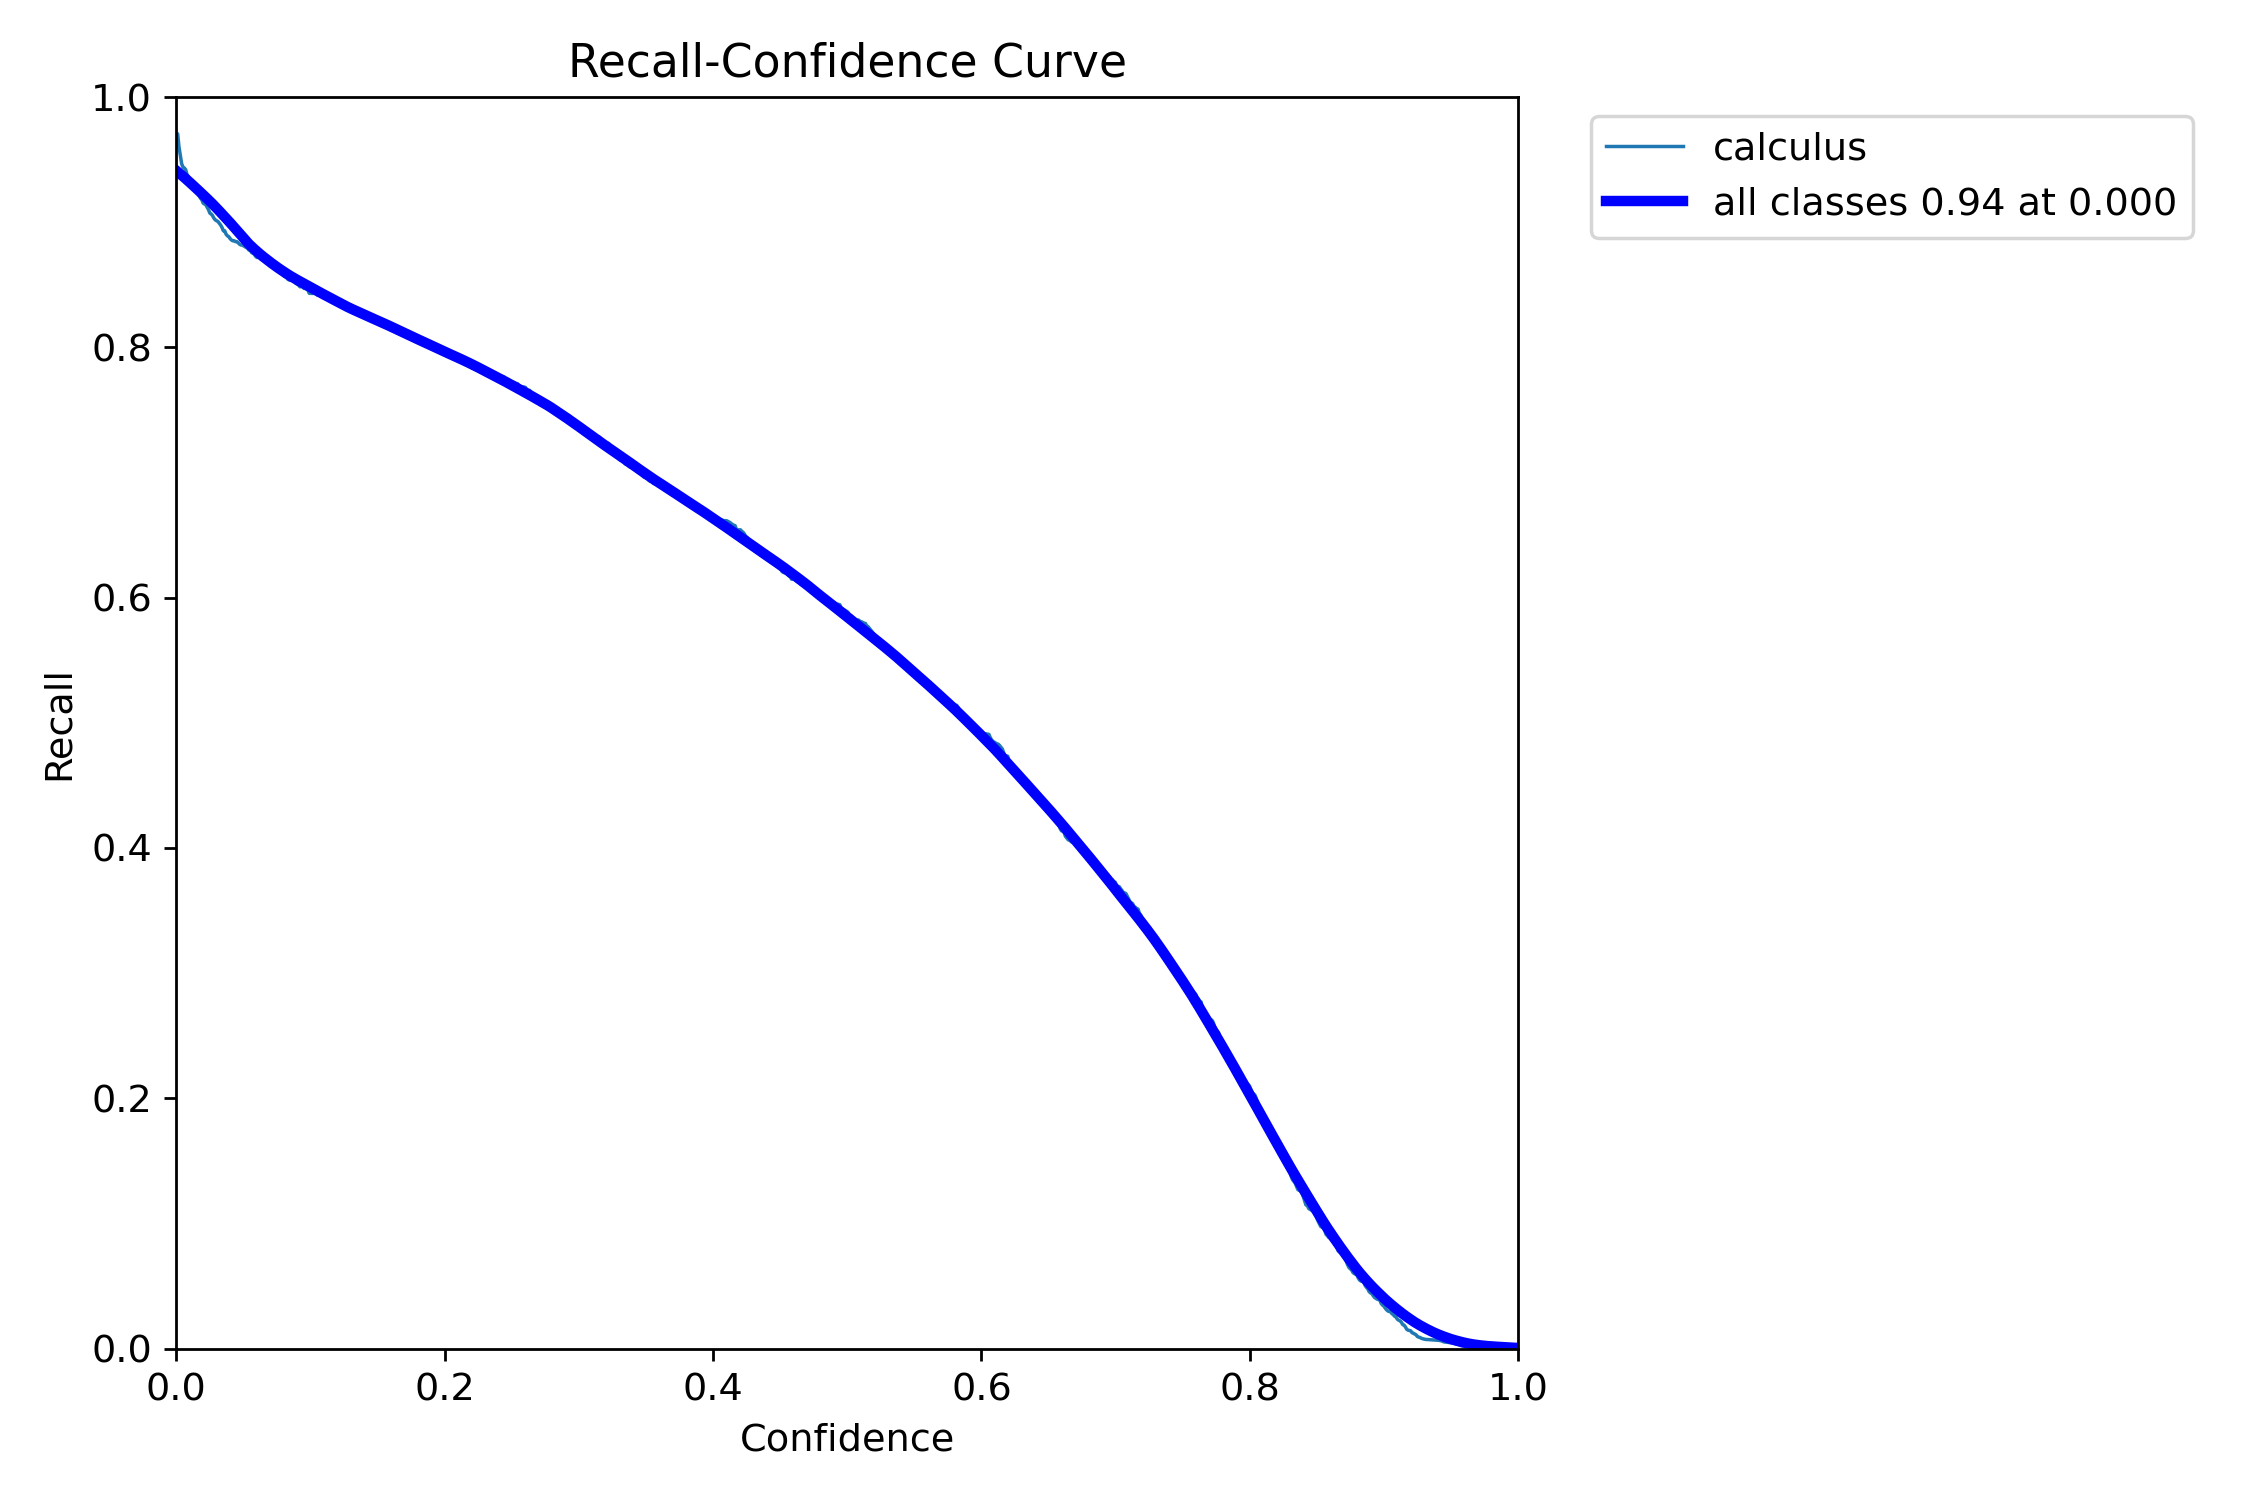 Recall-Confidence Curve
1.0
0.8
0.6
0.4
0.2
0.0
Recall
0.0 0.2 0.4 0.6 0.8 1.0
Confidence
calculus
all classes 0.94 at 0.000